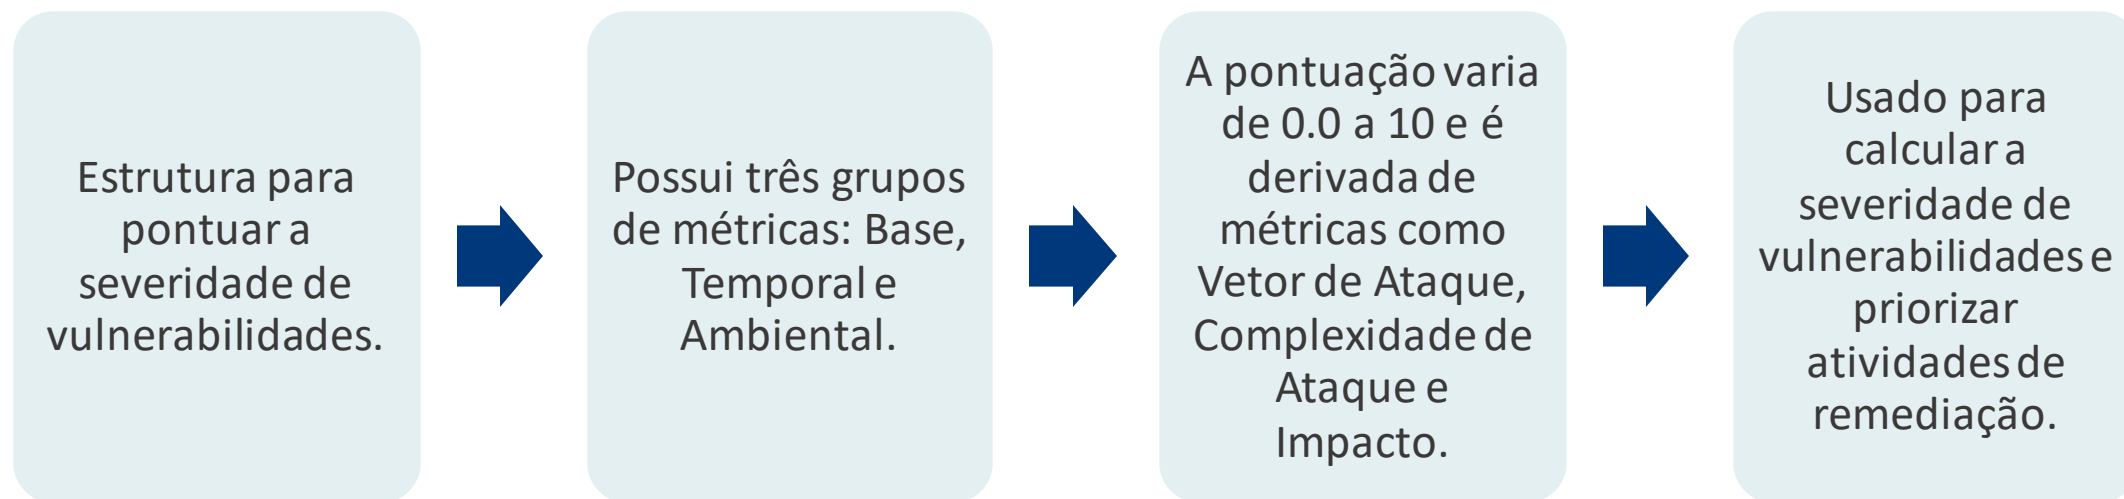 Estrutura para
pontuar a
severidade de
vulnerabilidades.
Possui três grupos
de métricas: Base,
Temporal e
Ambiental.
A pontuação varia
de 0.0 a 10 e é
derivada de
métricas como
Vetor de Ataque,
Complexidade de
Ataque e
Impacto.
Usado para
calcular a
severidade de
vulnerabilidades e
priorizar
atividades de
remediação.